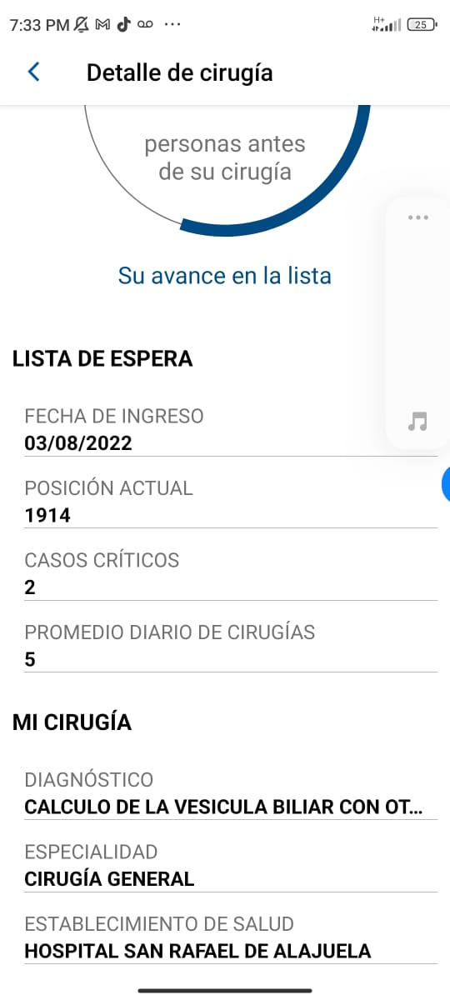 7:33 PM
H+
25
Detalle de cirugía
personas antes
de su cirugía
Su avance en la lista
LISTA DE ESPERA
FECHA DE INGRESO
03/08/2022
POSICIÓN ACTUAL
1914
CASOS CRÍTICOS
2
PROMEDIO DIARIO DE CIRUGÍAS
5
MI CIRUGÍA
DIAGNÓSTICO
CALCULO DE LA VESICULA BILIAR CON OT...
ESPECIALIDAD
CIRUGÍA GENERAL
ESTABLECIMIENTO DE SALUD
HOSPITAL SAN RAFAEL DE ALAJUELA